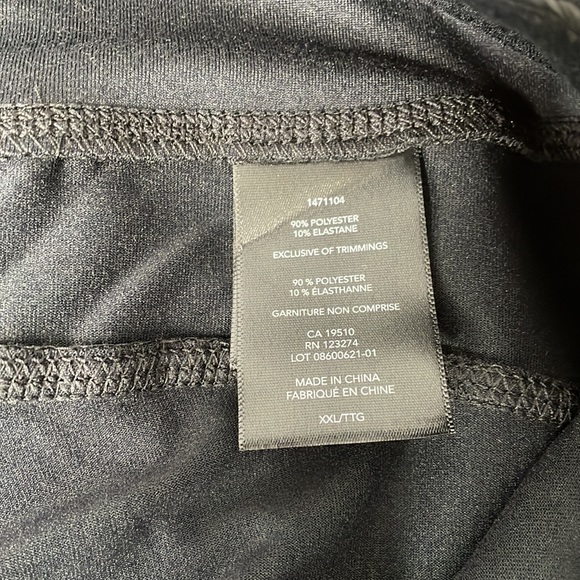 1471104
90% POLYESTER
10% ELASTANE
EXCLUSIVE OF TRIMMINGS
90 % POLYESTER
10 % ÉLASTHANNE
GARNITURE NON COMPRISE
CA 19510
RN 123274
LOT 08600621-01
MADE IN CHINA
FABRIQUÉ EN CHINE
XXL/TTG